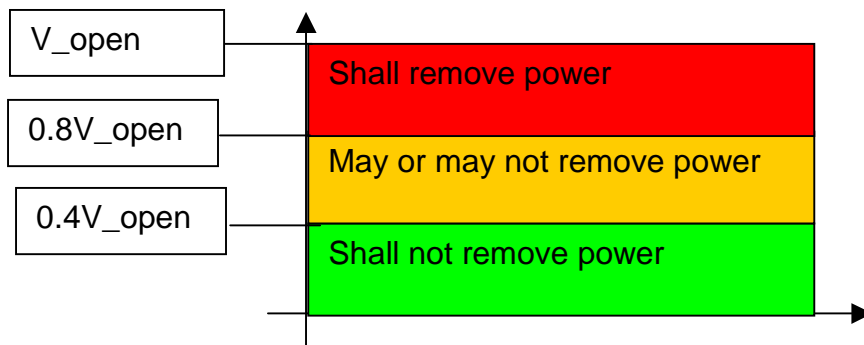 V_open
Shall remove power
0.8V_open
May or may not remove power
0.4V_open
Shall not remove power